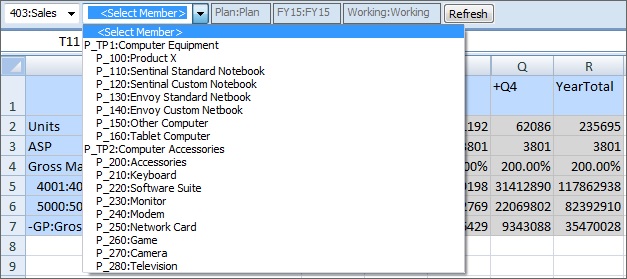 403:Sales <Select Member> Plan:Plan FY15:FY15 Working:Working Refresh
T11
<Select Member>
P_TP1:Computer Equipment
P_100:Product X
P_110:Sentinal Standard Notebook
P_120:Sentinal Custom Notebook
P_130:Envoy Standard Netbook
P_140:Envoy Custom Netbook
P_150:Other Computer
P_160:Tablet Computer
P_TP2:Computer Accessories
P_200:Accessories
P_210:Keyboard
P_220:Software Suite
P_230:Monitor
P_240:Modem
P_250:Network Card
P_260:Game
P_270:Camera
P_280:Television
Q R
1 +Q4 YearTotal
2 Units 1192 62086 235695
3 ASP 3801 3801 3801
4 Gross Ma 00% 200.00% 200.00%
5 4001:40 9198 31412890 117862938
6 5000:50 2769 22069802 82392910
7 -GP:Gros 6429 9343088 35470028
8
9